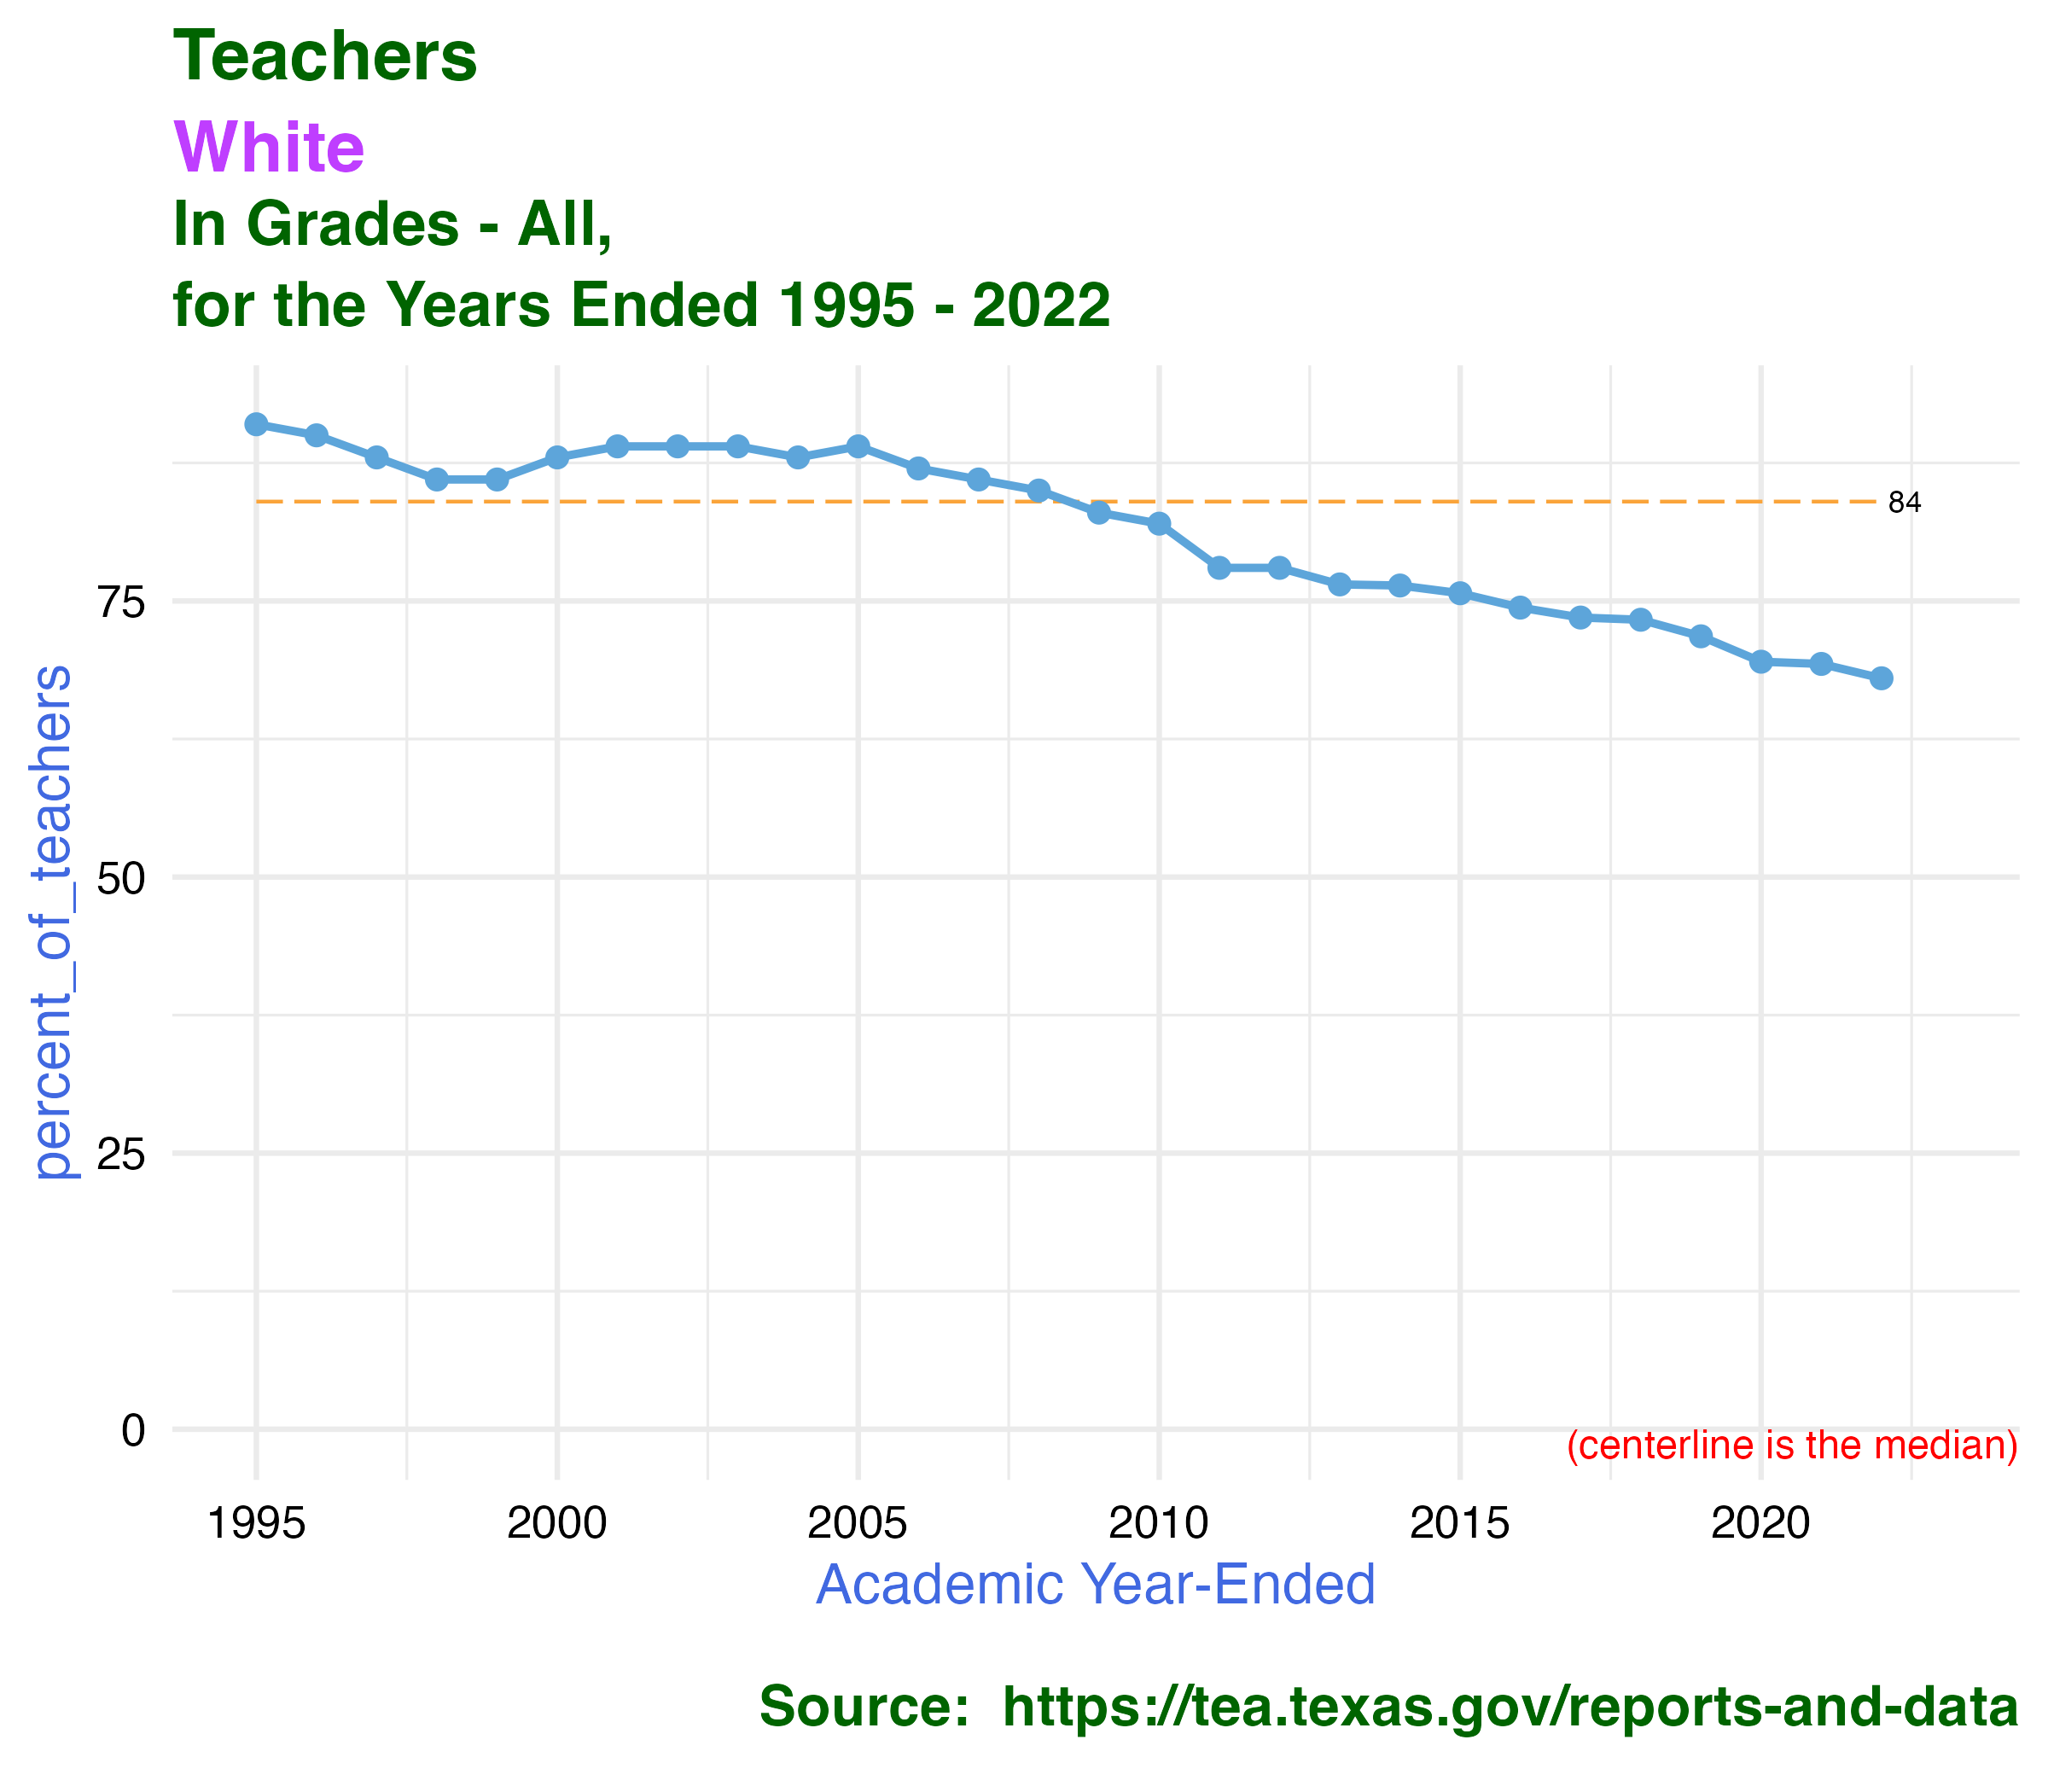 Teachers
White
In Grades - All,
for the Years Ended 1995 - 2022
84
75
50
25
0
percent_of_teachers
(centerline is the median)
1995 2000 2005 2010 2015 2020
Academic Year-Ended
Source:  https://tea.texas.gov/reports-and-data